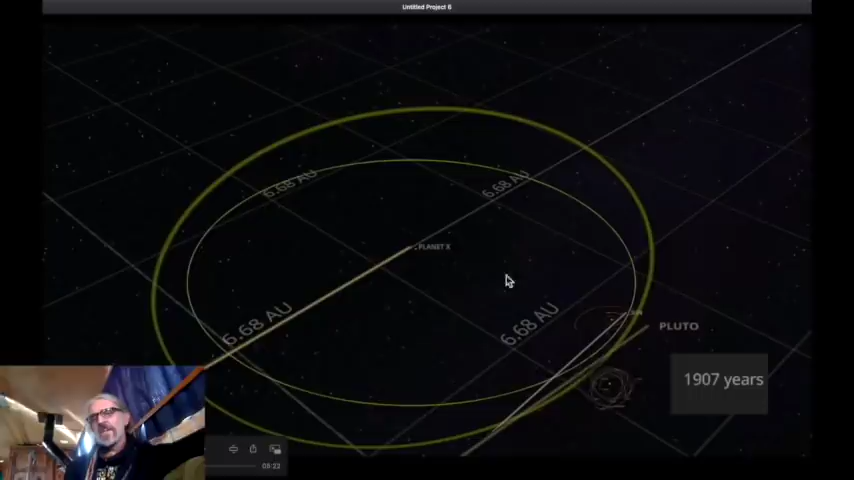 Untitled Project 6
6.68 AU
6.68 AU
PLANET X
6.68 AU
6.68 AU
PLUTO
1907 years
05:23